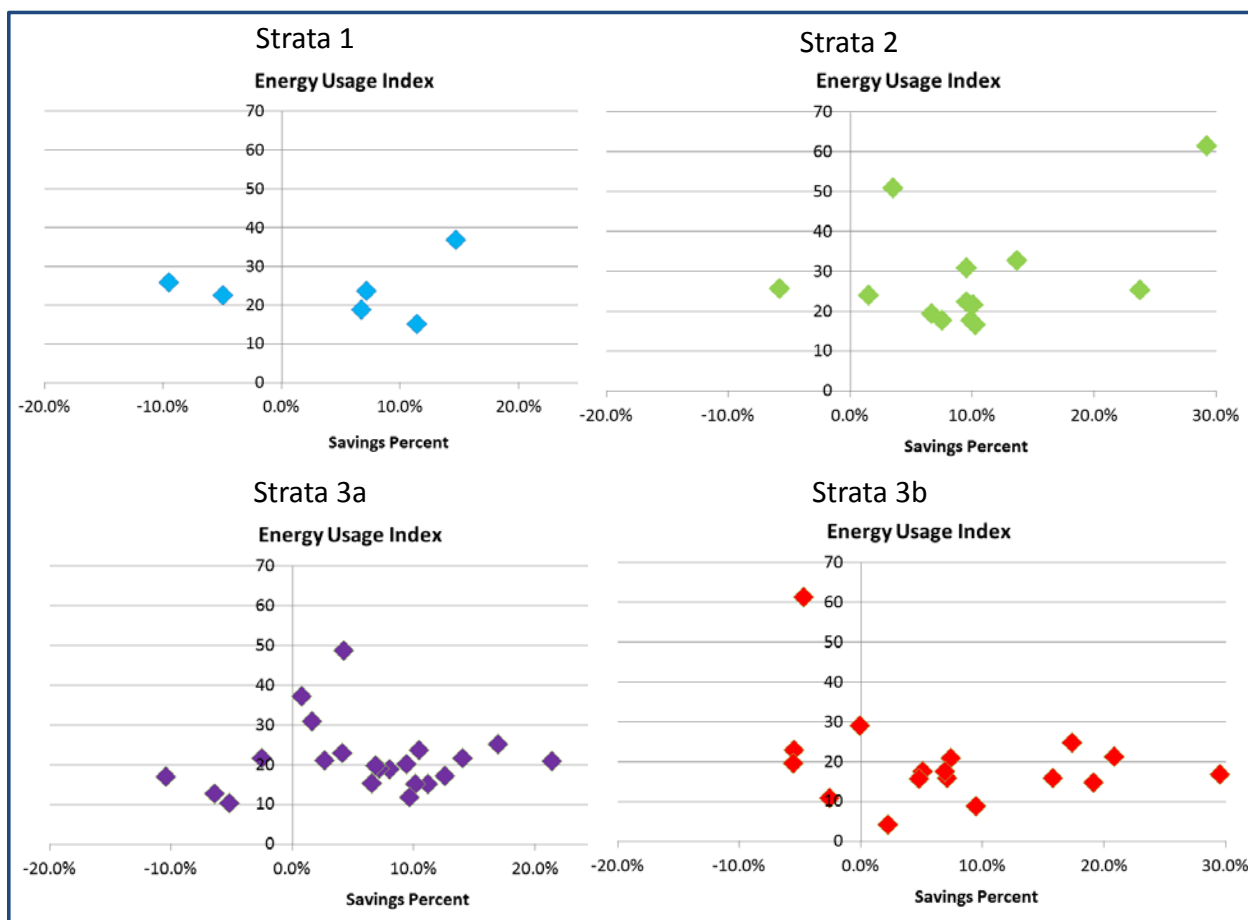 Strata 1
Energy Usage Index
70
60
50
40
30
20
10
0
-20.0% -10.0% 0.0% 10.0% 20.0%
Savings Percent
Strata 2
Energy Usage Index
70
60
50
40
30
20
10
0
-20.0% -10.0% 0.0% 10.0% 20.0% 30.0%
Savings Percent
Strata 3a
Energy Usage Index
70
60
50
40
30
20
10
0
-20.0% -10.0% 0.0% 10.0% 20.0%
Savings Percent
Strata 3b
Energy Usage Index
70
60
50
40
30
20
10
0
-20.0% -10.0% 0.0% 10.0% 20.0% 30.0%
Savings Percent